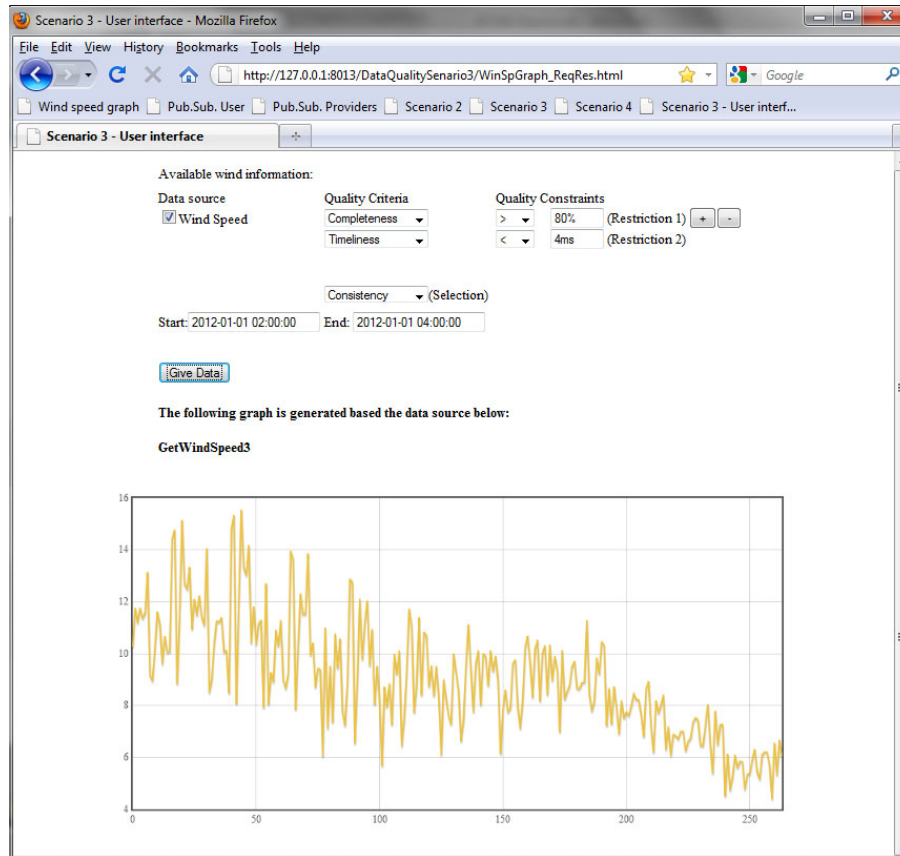 Scenario 3 - User interface - Mozilla Firefox
File Edit View History Bookmarks Tools Help
http://127.0.0.1:8013/DataQualitySenario3/WinSpGraph_ReqRes.html Google
Wind speed graph Pub.Sub. User Pub.Sub. Providers Scenario 2 Scenario 3 Scenario 4 Scenario 3 - User interf...
Scenario 3 - User interface
Available wind information:
Data source Quality Criteria Quality Constraints
Wind Speed Completeness > 80% (Restriction 1) + -
Timeliness < 4ms (Restriction 2)
Consistency (Selection)
Start: 2012-01-01 02:00:00 End: 2012-01-01 04:00:00
Give Data
The following graph is generated based the data source below:
GetWindSpeed3
16
14
12
10
8
6
4
0 50 100 150 200 250